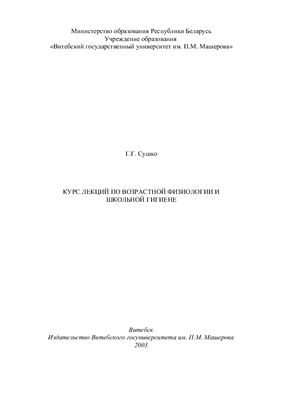 Министерство образования Республики Беларусь
Учреждение образования
«Витебский государственный университет им. П.М. Машерова»
Г.Г. Сушко
КУРС ЛЕКЦИЙ ПО ВОЗРАСТНОЙ ФИЗИОЛОГИИ И
ШКОЛЬНОЙ ГИГИЕНЕ
Витебск
Издательство Витебского госуниверситета им. П.М. Машерова
2003